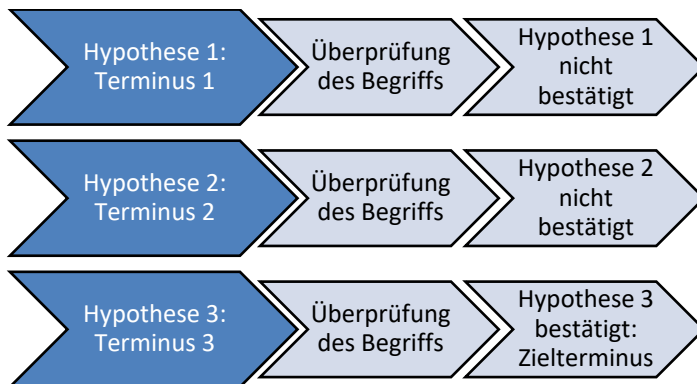 Hypothese 1:
Terminus 1
Überprüfung
des Begriffs
Hypothese 1
nicht
bestätigt
Hypothese 2:
Terminus 2
Überprüfung
des Begriffs
Hypothese 2
nicht
bestätigt
Hypothese 3:
Terminus 3
Überprüfung
des Begriffs
Hypothese 3
bestätigt:
Zielterminus